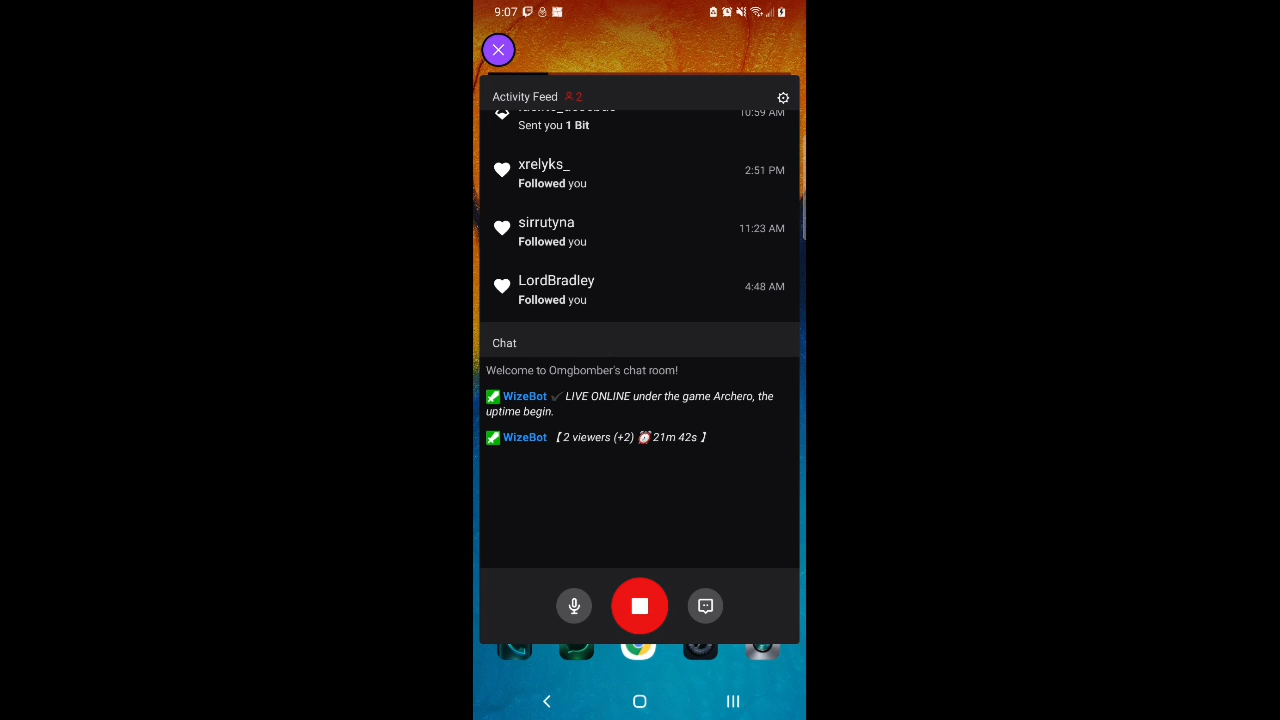 9:07
Activity Feed 2
10:59 AM
Sent you 1 Bit
xrelyks_
2:51 PM
Followed you
sirrutyna
11:23 AM
Followed you
LordBradley
4:48 AM
Followed you
Chat
Welcome to Omgbomber's chat room!
WizeBot ✔LIVE ONLINE under the game Archero, the
uptime begin.
WizeBot 【 2 viewers (+2) ⏰ 21m 42s 】